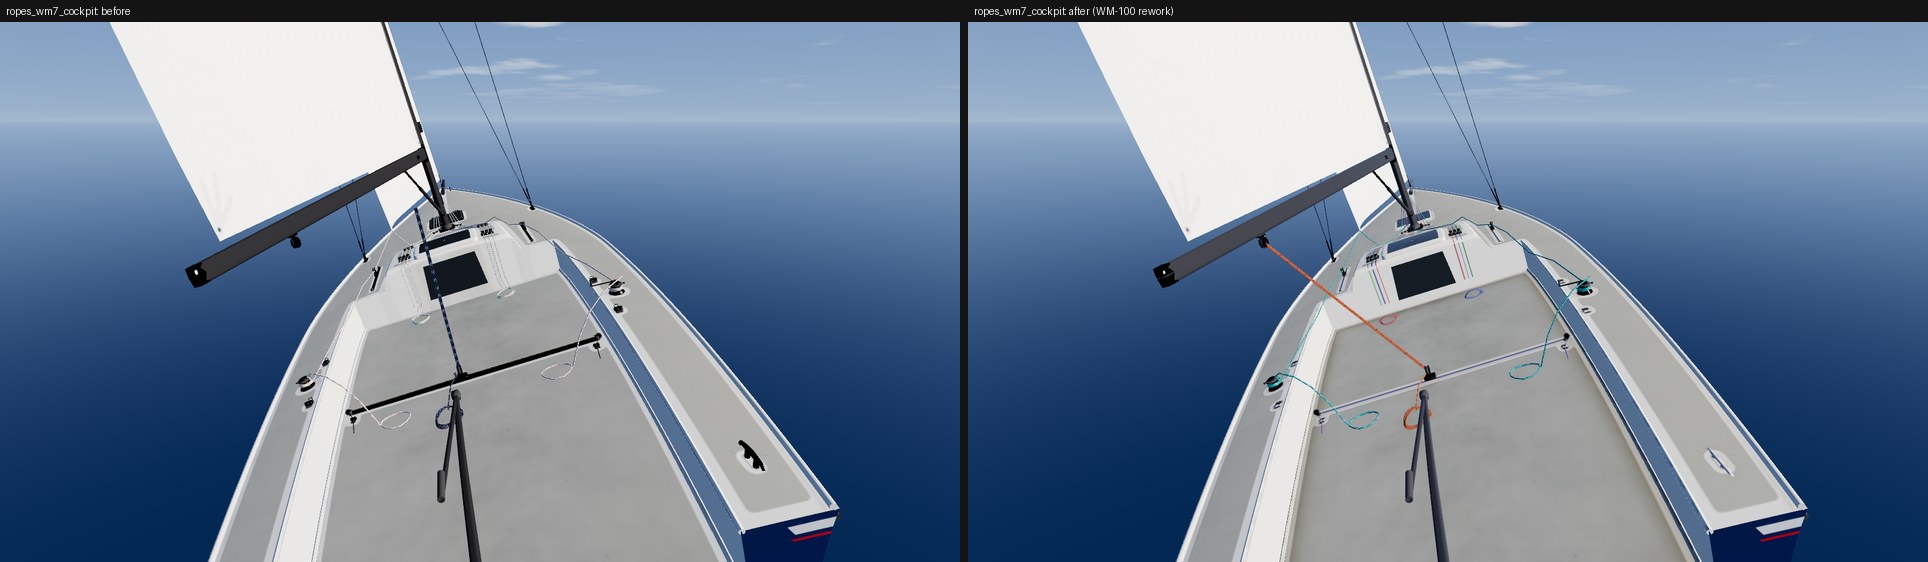 ropes_wm7_cockpit before
ropes_wm7_cockpit after (WM-100 rework)